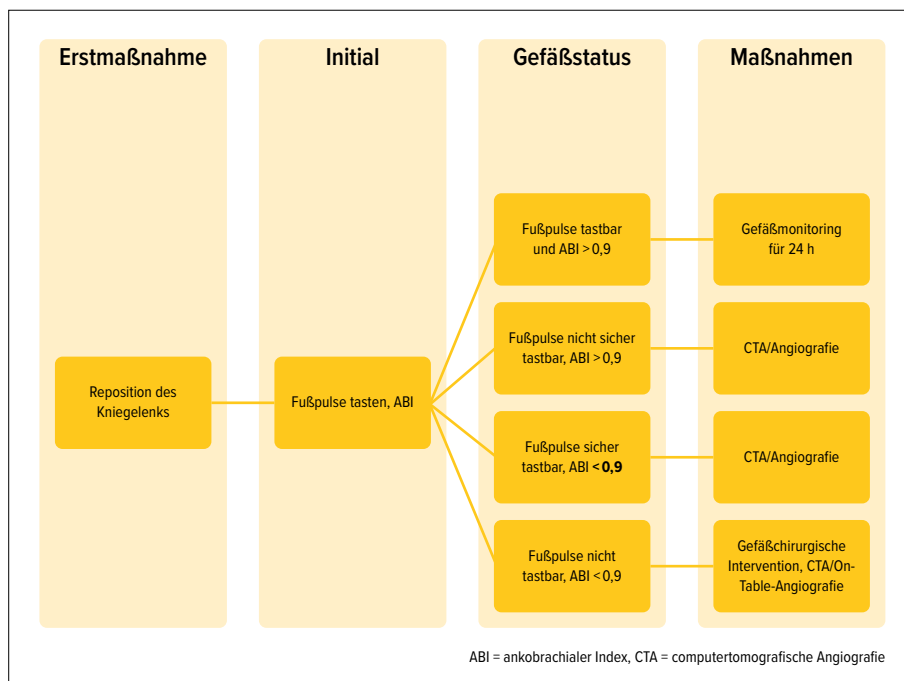 Erstmaßnahme
Initial
Gefäßstatus
Maßnahmen
Reposition des
Kniegelenks
Fußpulse tasten, ABI
Fußpulse tastbar
und ABI > 0,9
Gefäßmonitoring
für 24 h
Fußpulse nicht sicher
tastbar, ABI > 0,9
CTA/Angiografie
Fußpulse sicher
tastbar, ABI < 0,9
CTA/Angiografie
Fußpulse nicht
tastbar, ABI < 0,9
Gefäßchirurgische
Intervention, CTA/On-
Table-Angiografie
ABI = ankobrachialer Index, CTA = computertomografische Angiografie